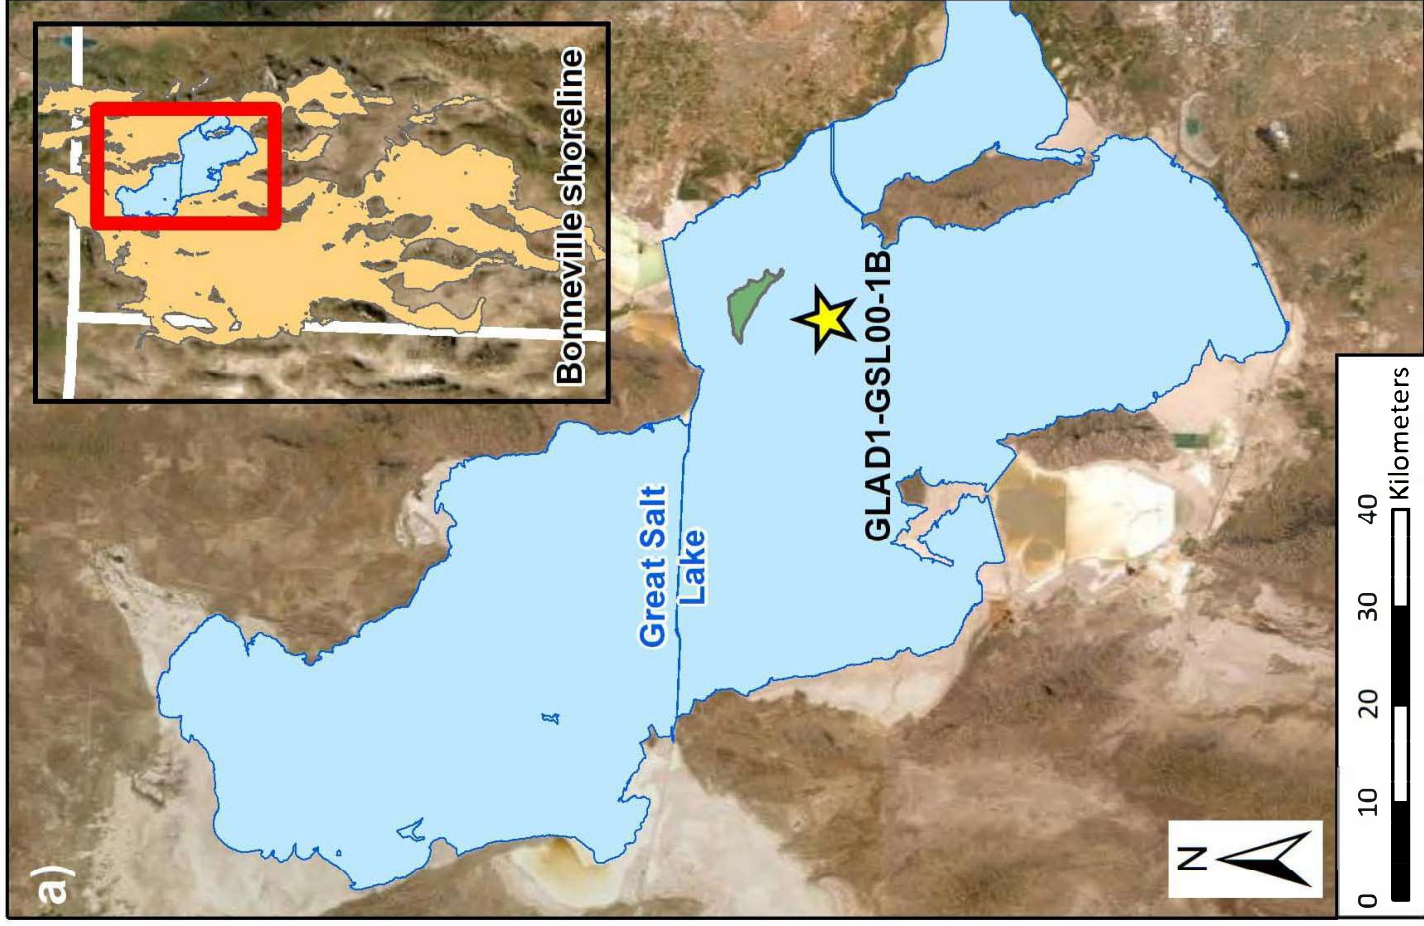 a)
Bonneville shoreline
Great Salt
Lake
GLAD1-GSL00-1B
N
0 10 20 30 40
Kilometers